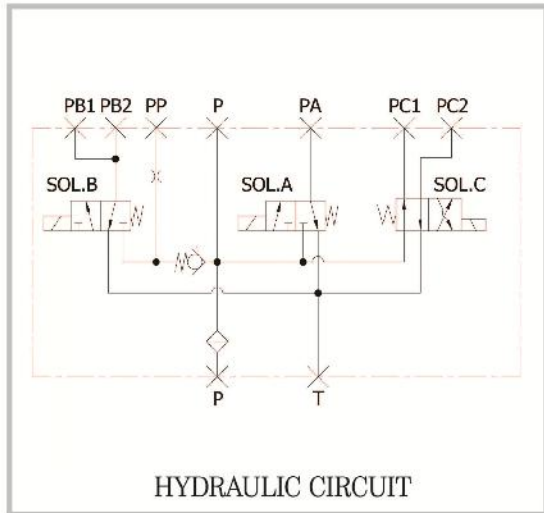 PB1 PB2 PP P PA PC1 PC2
SOL.B SOL.A SOL.C
P T
HYDRAULIC CIRCUIT